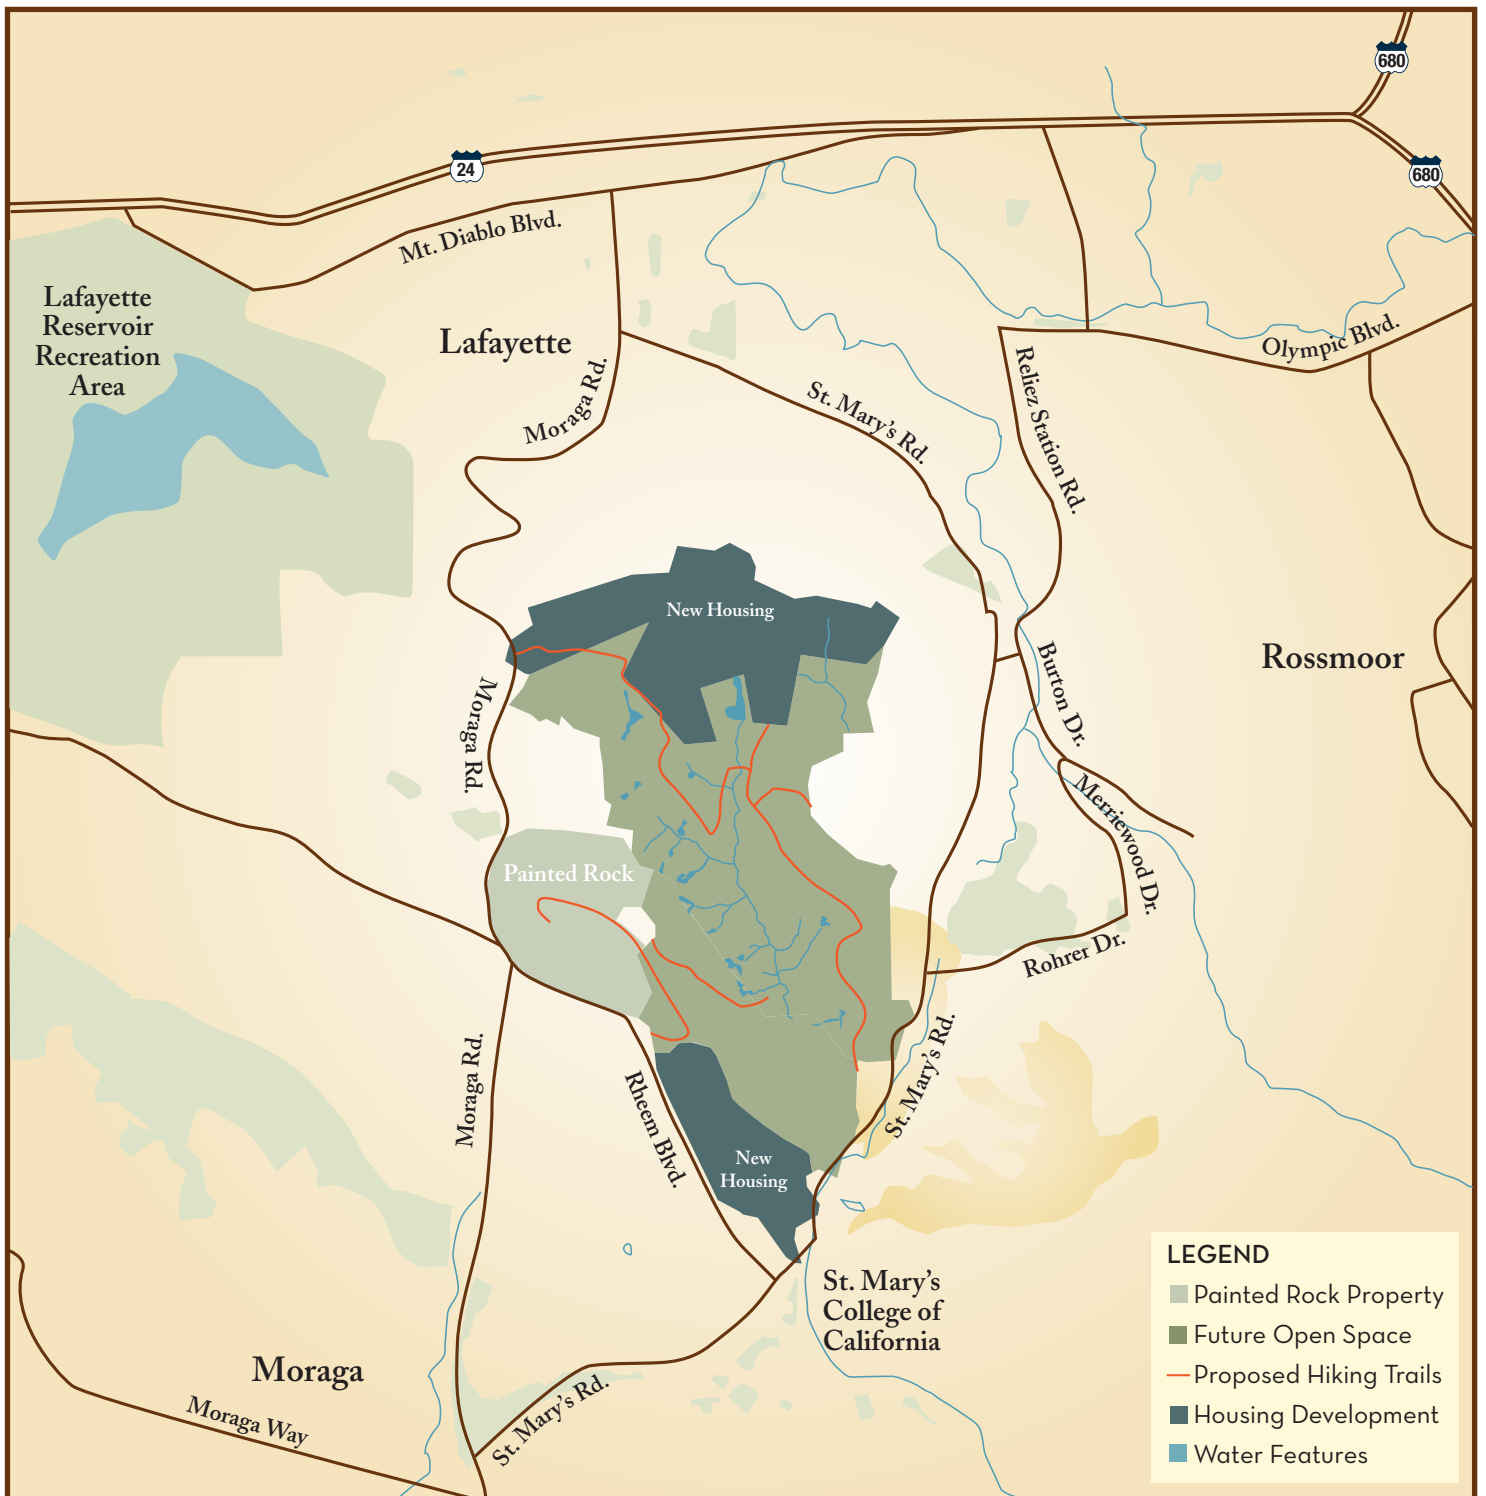 680
24
680
Mt. Diablo Blvd.
Lafayette
Reservoir
Recreation
Area
Lafayette
Moraga Rd.
St. Mary's Rd.
Reliez Station Rd.
Olympic Blvd.
New Housing
Rossmoor
Burton Dr.
Moraga Rd.
Merriewood Dr.
Painted Rock
Rohrer Dr.
Moraga Rd.
St. Mary's Rd.
Rheem Blvd.
New
Housing
St. Mary's
College of
California
Moraga
Moraga Way
St. Mary's Rd.
LEGEND
Painted Rock Property
Future Open Space
Proposed Hiking Trails
Housing Development
Water Features